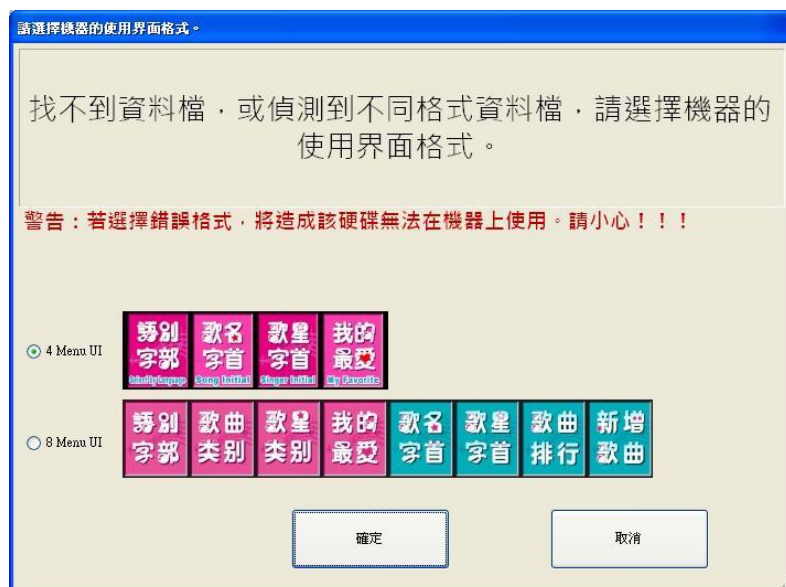 請選擇機器的使用界面格式。
找不到資料檔，或偵測到不同格式資料檔，請選擇機器的
使用界面格式。
警告：若選擇錯誤格式，將造成該硬碟無法在機器上使用。請小心！！！
4 Menu UI
語別 歌名 歌星 我的
字部 字首 字首 最愛
Select by Language Song Initial Singer Initial My Favorite
8 Menu UI
語別 歌曲 歌星 我的 歌名 歌星 歌曲 新增
字部 类别 类别 最愛 字首 字首 排行 歌曲
確定
取消